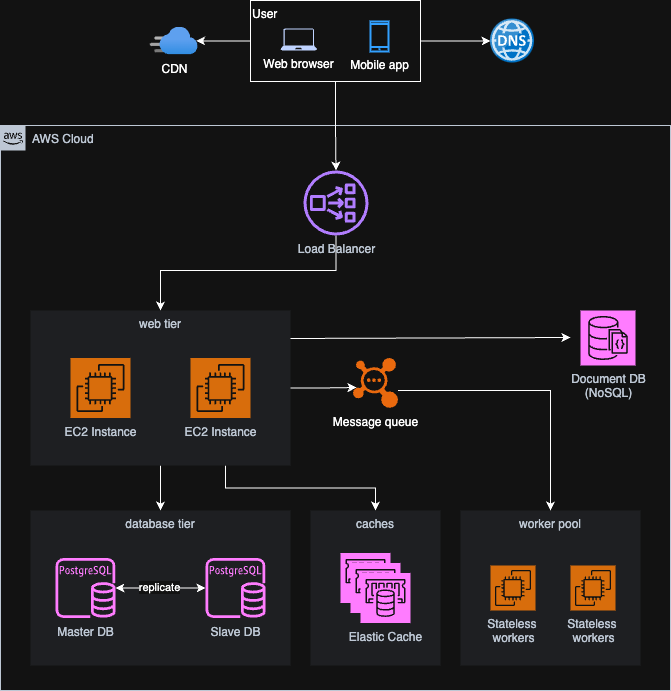 User
Web browser
Mobile app
CDN
DNS
aws
AWS Cloud
Load Balancer
web tier
EC2 Instance
EC2 Instance
Document DB
(NoSQL)
Message queue
database tier
PostgreSQL
Master DB
replicate
PostgreSQL
Slave DB
caches
Elastic Cache
worker pool
Stateless
workers
Stateless
workers